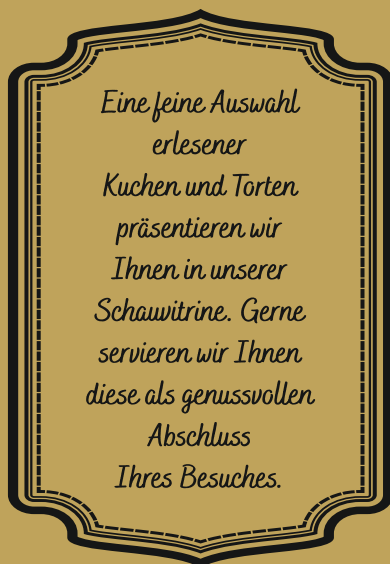 Eine feine Auswahl
erlesener
Kuchen und Torten
präsentieren wir
Ihnen in unserer
Schauvitrine. Gerne
servieren wir Ihnen
diese als genussvollen
Abschluss
Ihres Besuches.